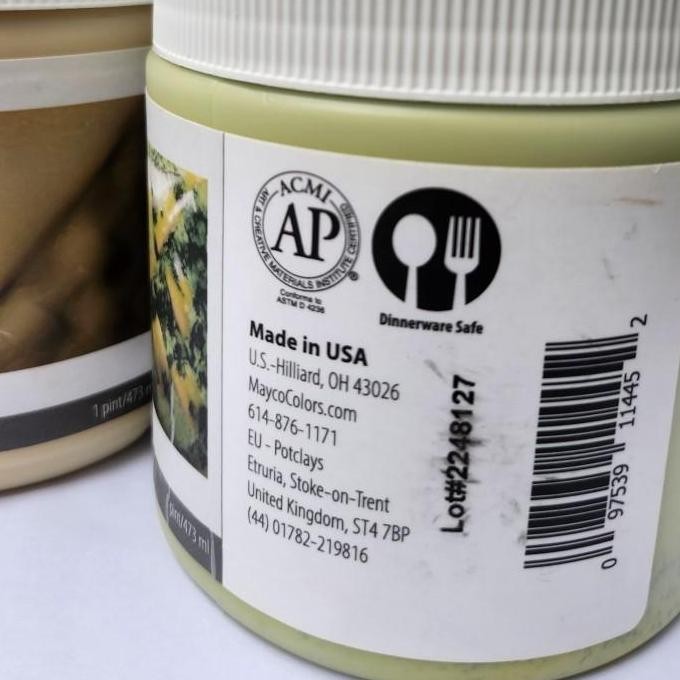 ACMI
ART & CREATIVE MATERIALS INSTITUTE CERTIFIED
AP
®
Conforms to
ASTM D 4236
Dinnerware Safe
Made in USA
U.S.-Hilliard, OH 43026
MaycoColors.com
614-876-1171
EU - Potclays
Etruria, Stoke-on-Trent
United Kingdom, ST4 7BP
(44) 01782-219816
Lot#2248127
0 97539 11445 2
1 pint/473 m
pint/473 ml